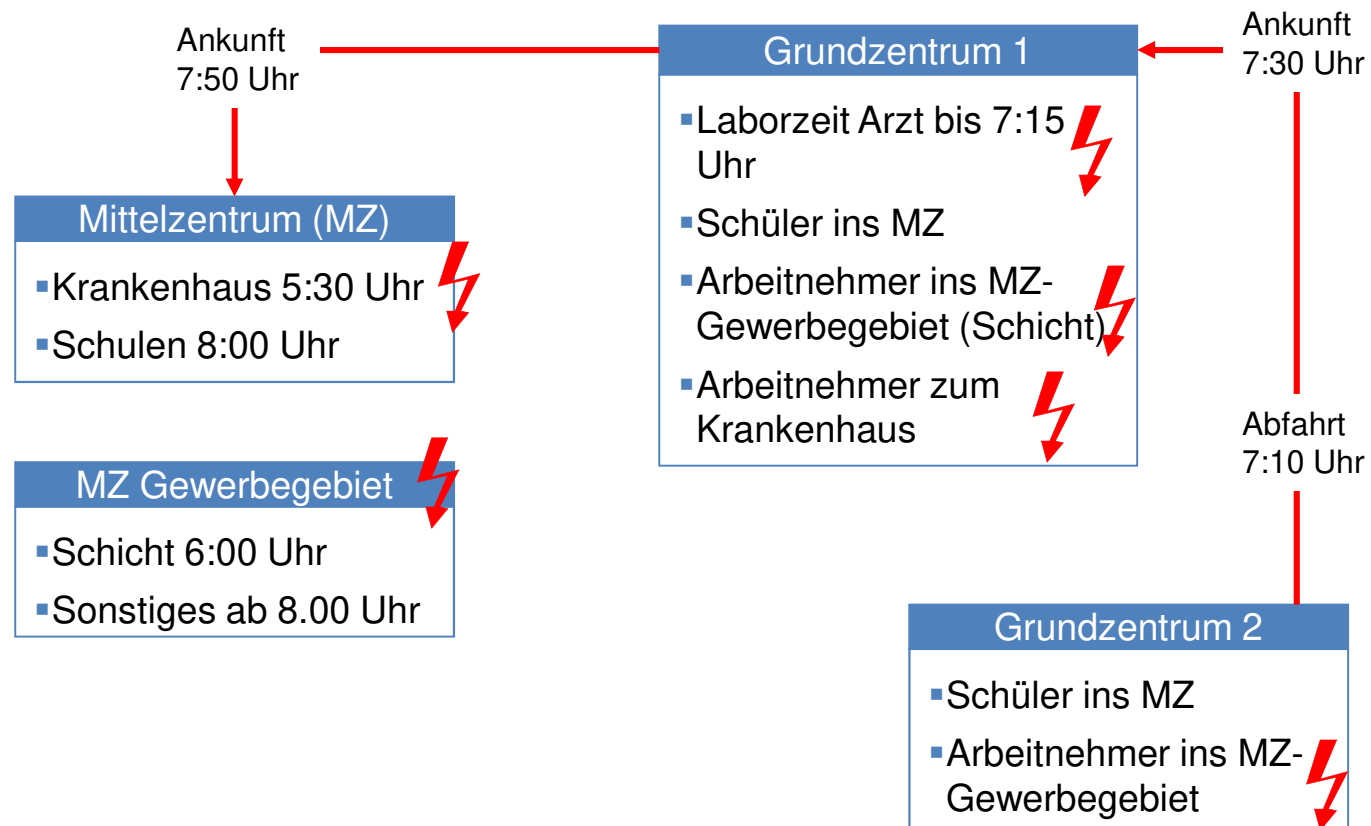 Ankunft
7:50 Uhr
Grundzentrum 1
▪Laborzeit Arzt bis 7:15
Uhr
▪Schüler ins MZ
▪Arbeitnehmer ins MZ-
Gewerbegebiet (Schicht)
▪Arbeitnehmer zum
Krankenhaus
Ankunft
7:30 Uhr
Mittelzentrum (MZ)
▪Krankenhaus 5:30 Uhr
▪Schulen 8:00 Uhr
MZ Gewerbegebiet
▪Schicht 6:00 Uhr
▪Sonstiges ab 8.00 Uhr
Abfahrt
7:10 Uhr
Grundzentrum 2
▪Schüler ins MZ
▪Arbeitnehmer ins MZ-
Gewerbegebiet